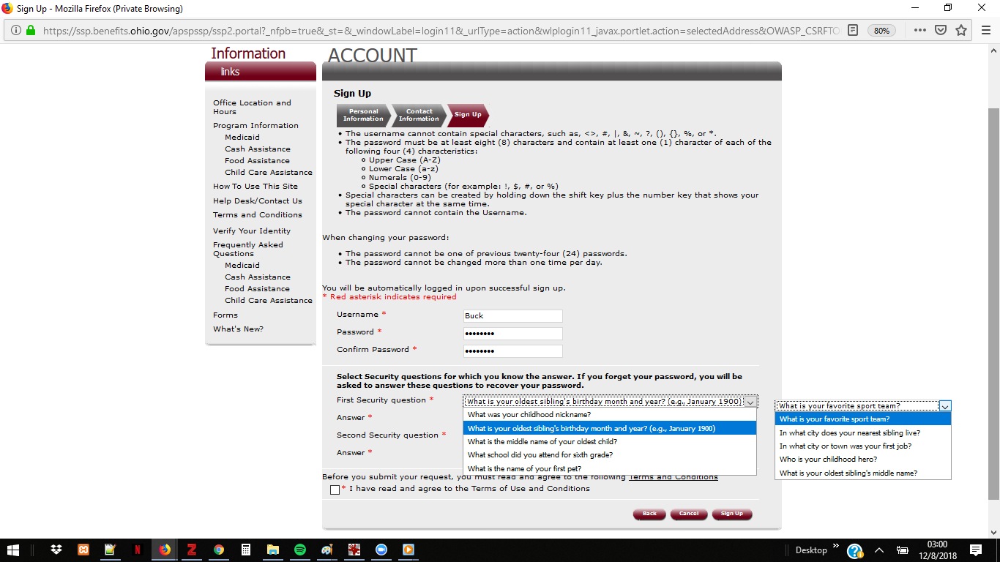 Sign Up - Mozilla Firefox (Private Browsing)
https://ssp.benefits.ohio.gov/apspssp/ssp2.portal?_nfpb=true&_st=&_windowLabel=login11&_urlType=action&wlplogin11_javax.portlet.action=selectedAddress&OWASP_CSRFTO
80%
Information
links
Office Location and
Hours
Program Information
Medicaid
Cash Assistance
Food Assistance
Child Care Assistance
How To Use This Site
Help Desk/Contact Us
Terms and Conditions
Verify Your Identity
Frequently Asked
Questions
Medicaid
Cash Assistance
Food Assistance
Child Care Assistance
Forms
What's New?
ACCOUNT
Sign Up
Personal
Information
Contact
Information
Sign Up
• The username cannot contain special characters, such as, <>, #, |, &, ~, ?, (), {}, %, or *.
• The password must be at least eight (8) characters and contain at least one (1) character of each of the
following four (4) characteristics:
Upper Case (A-Z)
Lower Case (a-z)
Numerals (0-9)
Special characters (for example: !, $, #, or %)
• Special characters can be created by holding down the shift key plus the number key that shows your
special character at the same time.
• The password cannot contain the Username.
When changing your password:
• The password cannot be one of previous twenty-four (24) passwords.
• The password cannot be changed more than one time per day.
You will be automatically logged in upon successful sign up.
* Red asterisk indicates required
Username * Buck
Password * ••••••••
Confirm Password * ••••••••
Select Security questions for which you know the answer. If you forget your password, you will be
asked to answer these questions to recover your password.
First Security question * What is your oldest sibling's birthday month and year? (e.g., January 1900)
Answer *
Second Security question *
Answer *
What was your childhood nickname?
What is your oldest sibling's birthday month and year? (e.g., January 1900)
What is the middle name of your oldest child?
What school did you attend for sixth grade?
What is the name of your first pet?
What is your favorite sport team?
What is your favorite sport team?
In what city does your nearest sibling live?
In what city or town was your first job?
Who is your childhood hero?
What is your oldest sibling's middle name?
Before you submit your request, you must read and agree to the following Terms and Conditions
* I have read and agree to the Terms of Use and Conditions
Back
Cancel
Sign Up
Desktop
03:00
12/8/2018